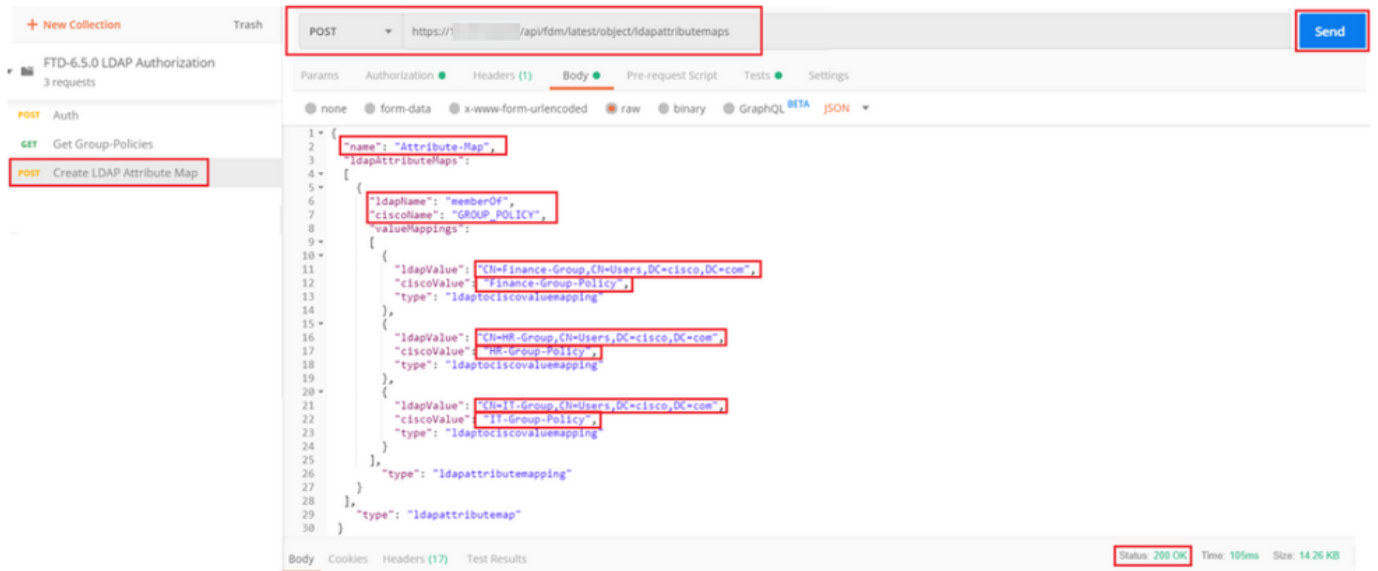 + New Collection
Trash
FTD-6.5.0 LDAP Authorization
3 requests
POST Auth
GET Get Group-Policies
POST Create LDAP Attribute Map
POST
https:// /api/fdm/latest/object/ldapattributemaps
Send
Params Authorization Headers (1) Body Pre-request Script Tests Settings
none form-data x-www-form-urlencoded raw binary GraphQL BETA JSON
1 {
2 "name": "Attribute-Map",
3 "ldapAttributeMaps":
4 [
5 {
6 "ldapName": "memberOf",
7 "ciscoName": "GROUP_POLICY",
8 "valueMappings":
9 [
10 {
11 "ldapValue": "CN=Finance-Group,CN=Users,DC=cisco,DC=com",
12 "ciscoValue": "Finance-Group-Policy",
13 "type": "ldaptociscovaluemapping"
14 },
15 {
16 "ldapValue": "CN=HR-Group,CN=Users,DC=cisco,DC=com",
17 "ciscoValue": "HR-Group-Policy",
18 "type": "ldaptociscovaluemapping"
19 },
20 {
21 "ldapValue": "CN=IT-Group,CN=Users,DC=cisco,DC=com",
22 "ciscoValue": "IT-Group-Policy",
23 "type": "ldaptociscovaluemapping"
24 }
25 ],
26 "type": "ldapattributemapping"
27 }
28 ],
29 "type": "ldapattributemap"
30 }
Body Cookies Headers (17) Test Results
Status: 200 OK Time: 105ms Size: 14.26 KB